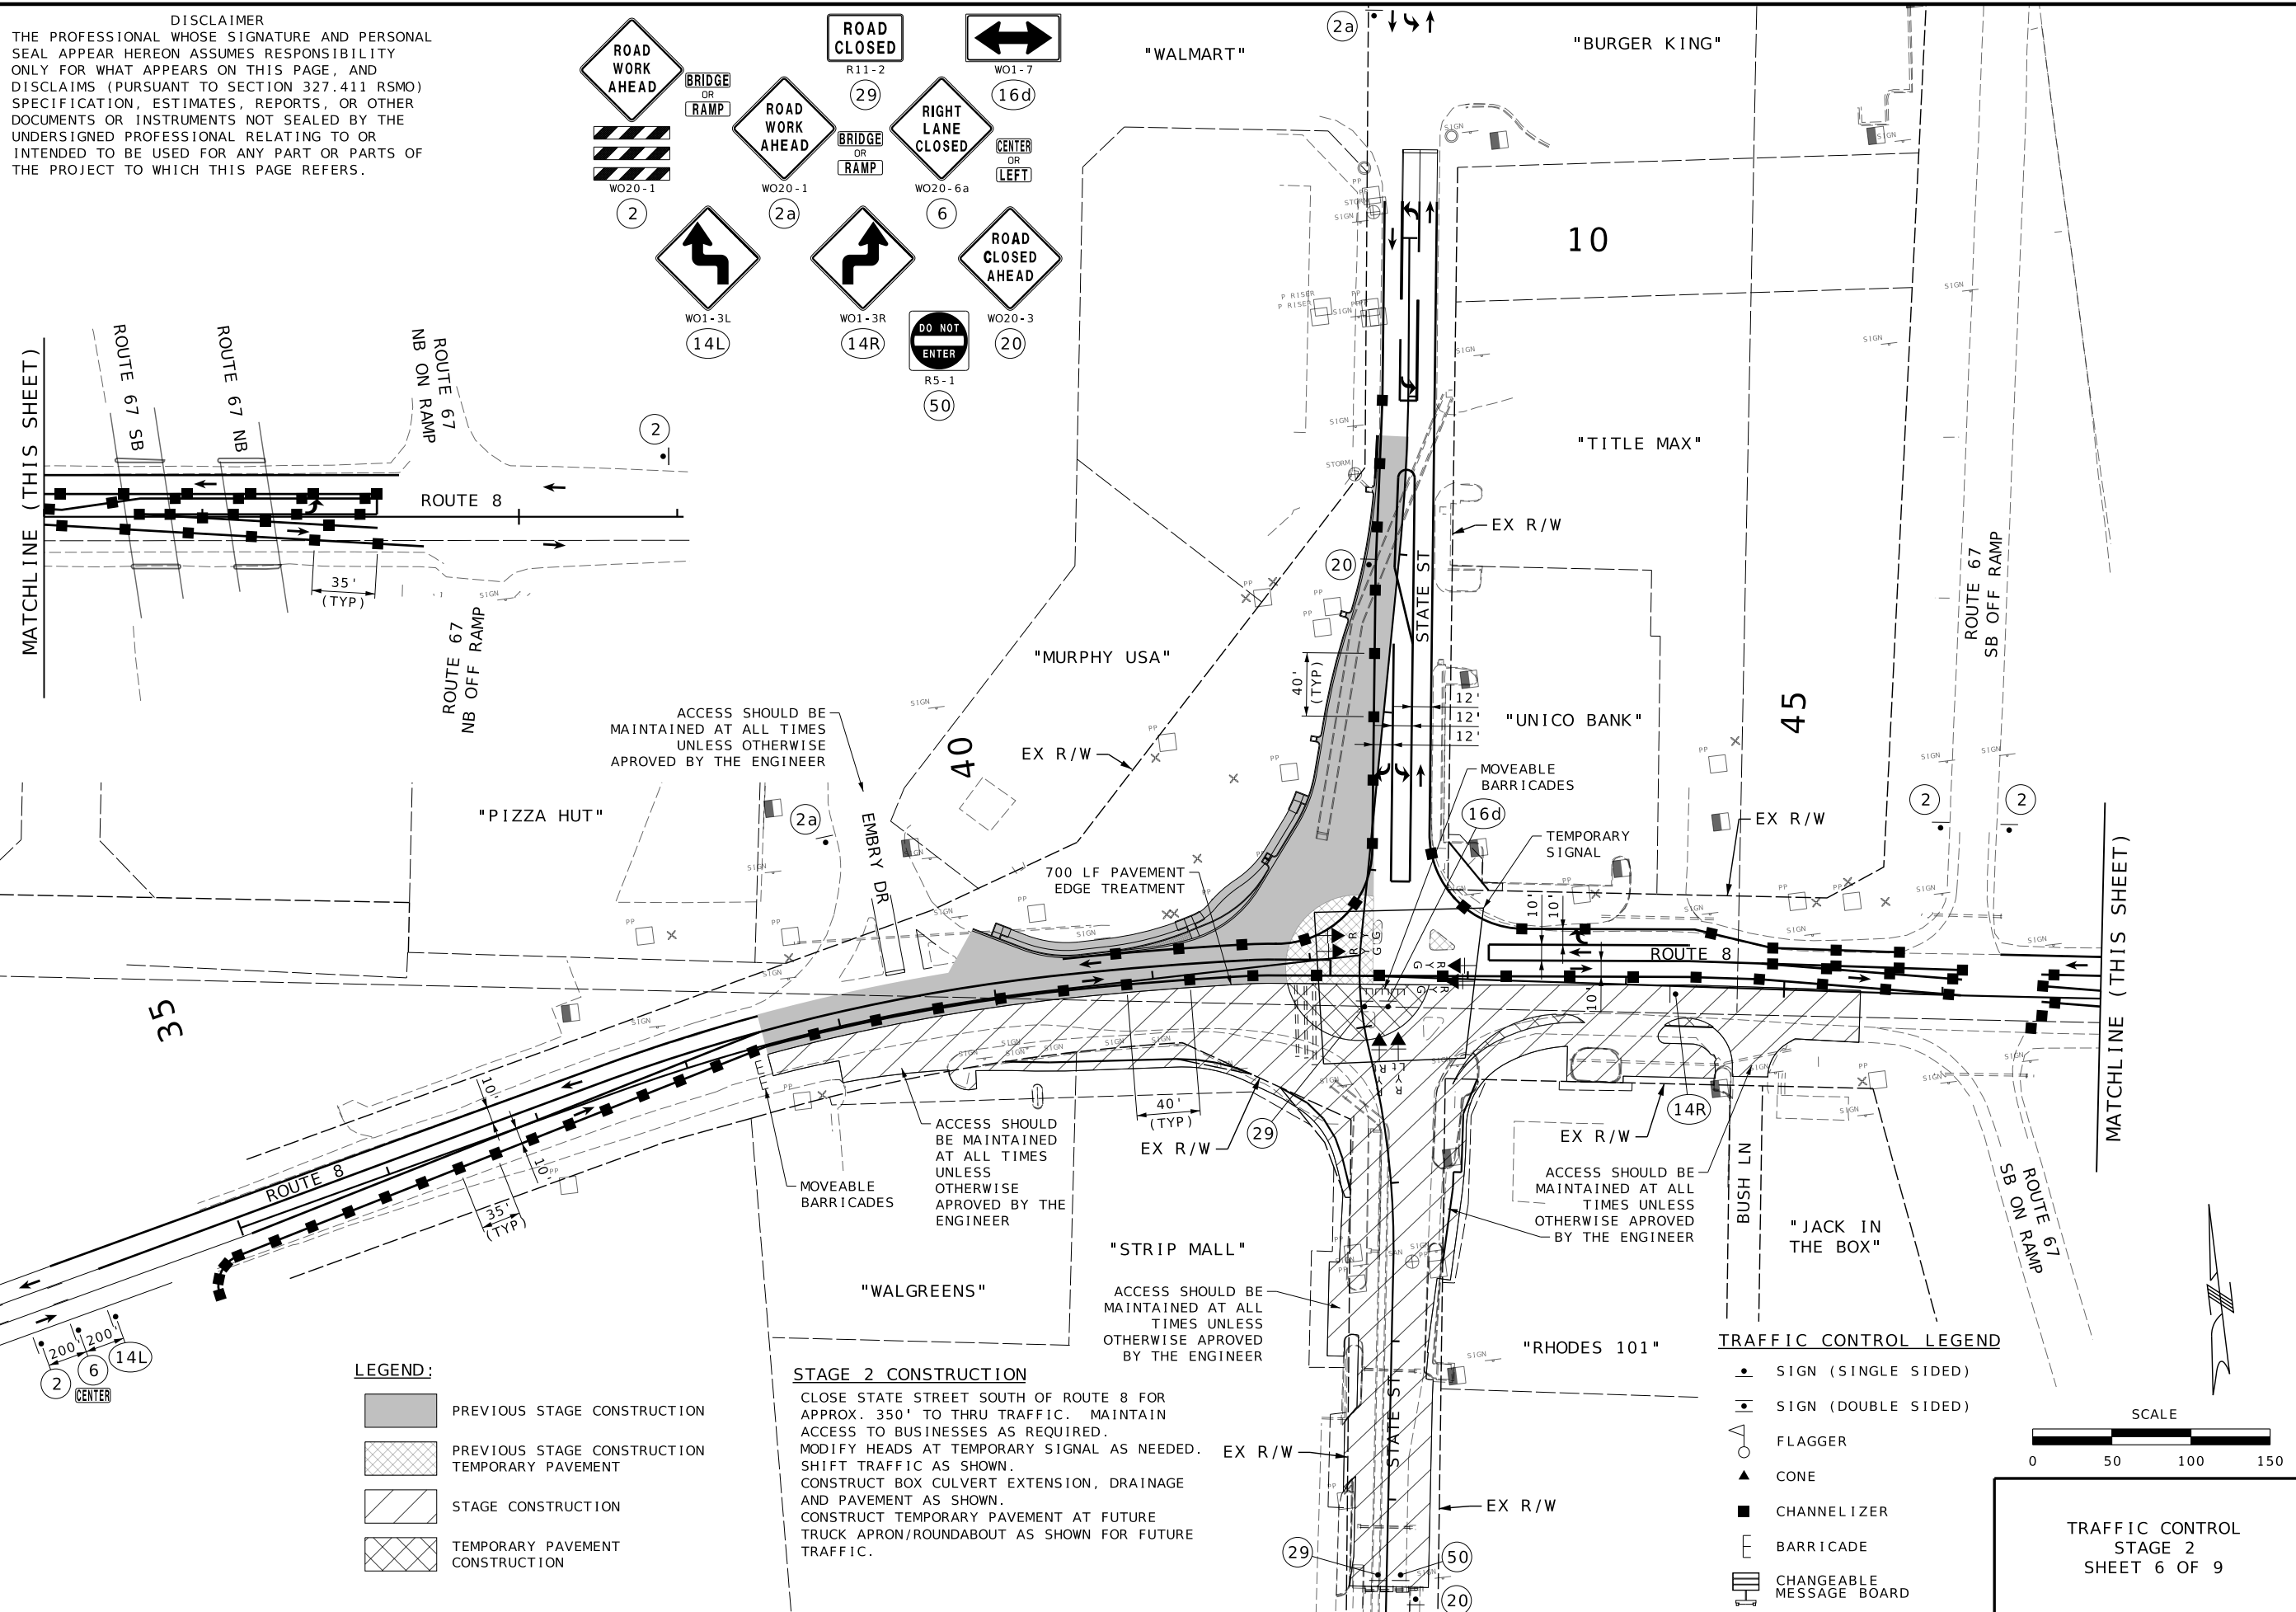 DISCLAIMER
THE PROFESSIONAL WHOSE SIGNATURE AND PERSONAL
SEAL APPEAR HEREON ASSUMES RESPONSIBILITY
ONLY FOR WHAT APPEARS ON THIS PAGE, AND
DISCLAIMS (PURSUANT TO SECTION 327.411 RSMO)
SPECIFICATION, ESTIMATES, REPORTS, OR OTHER
DOCUMENTS OR INSTRUMENTS NOT SEALED BY THE
UNDERSIGNED PROFESSIONAL RELATING TO OR
INTENDED TO BE USED FOR ANY PART OR PARTS OF
THE PROJECT TO WHICH THIS PAGE REFERS.
ROAD
WORK
AHEAD
BRIDGE
OR
RAMP
WO20-1
2
ROAD
WORK
AHEAD
BRIDGE
OR
RAMP
WO20-1
2a
ROAD
CLOSED
R11-2
29
RIGHT
LANE
CLOSED
CENTER
OR
LEFT
WO20-6a
6
WO1-7
16d
WO1-3L
14L
WO1-3R
14R
DO NOT
ENTER
R5-1
50
ROAD
CLOSED
AHEAD
WO20-3
20
2a
"WALMART"
"BURGER KING"
10
MATCHLINE (THIS SHEET)
ROUTE 67 SB
ROUTE 67 NB
ROUTE 67
NB ON RAMP
2
ROUTE 8
35'
(TYP)
SIGN
ROUTE 67
NB OFF RAMP
"TITLE MAX"
EX R/W
20
STATE ST
"MURPHY USA"
40'
(TYP)
12'
12'
12'
"UNICO BANK"
45
ROUTE 67
SB OFF RAMP
ACCESS SHOULD BE
MAINTAINED AT ALL TIMES
UNLESS OTHERWISE
APROVED BY THE ENGINEER
40
EX R/W
"PIZZA HUT"
2a
EMBRY DR
700 LF PAVEMENT
EDGE TREATMENT
MOVEABLE
BARRICADES
16d
TEMPORARY
SIGNAL
EX R/W
2
2
10'
10'
10'
ROUTE 8
MATCHLINE (THIS SHEET)
35
10'
10'
ROUTE 8
35'
(TYP)
MOVEABLE
BARRICADES
ACCESS SHOULD
BE MAINTAINED
AT ALL TIMES
UNLESS
OTHERWISE
APROVED BY THE
ENGINEER
40'
(TYP)
EX R/W
29
14R
EX R/W
ACCESS SHOULD BE
MAINTAINED AT ALL
TIMES UNLESS
OTHERWISE APROVED
BY THE ENGINEER
BUSH LN
"JACK IN
THE BOX"
ROUTE 67
SB ON RAMP
"STRIP MALL"
"WALGREENS"
ACCESS SHOULD BE
MAINTAINED AT ALL
TIMES UNLESS
OTHERWISE APROVED
BY THE ENGINEER
"RHODES 101"
200'
200'
2
6
14L
CENTER
LEGEND:
PREVIOUS STAGE CONSTRUCTION
PREVIOUS STAGE CONSTRUCTION
TEMPORARY PAVEMENT
STAGE CONSTRUCTION
TEMPORARY PAVEMENT
CONSTRUCTION
STAGE 2 CONSTRUCTION
CLOSE STATE STREET SOUTH OF ROUTE 8 FOR
APPROX. 350' TO THRU TRAFFIC. MAINTAIN
ACCESS TO BUSINESSES AS REQUIRED.
MODIFY HEADS AT TEMPORARY SIGNAL AS NEEDED.
SHIFT TRAFFIC AS SHOWN.
CONSTRUCT BOX CULVERT EXTENSION, DRAINAGE
AND PAVEMENT AS SHOWN.
CONSTRUCT TEMPORARY PAVEMENT AT FUTURE
TRUCK APRON/ROUNDABOUT AS SHOWN FOR FUTURE
TRAFFIC.
EX R/W
STATE ST
EX R/W
29
50
20
TRAFFIC CONTROL LEGEND
SIGN (SINGLE SIDED)
SIGN (DOUBLE SIDED)
FLAGGER
CONE
CHANNELIZER
BARRICADE
CHANGEABLE
MESSAGE BOARD
SCALE
0 50 100 150
TRAFFIC CONTROL
STAGE 2
SHEET 6 OF 9